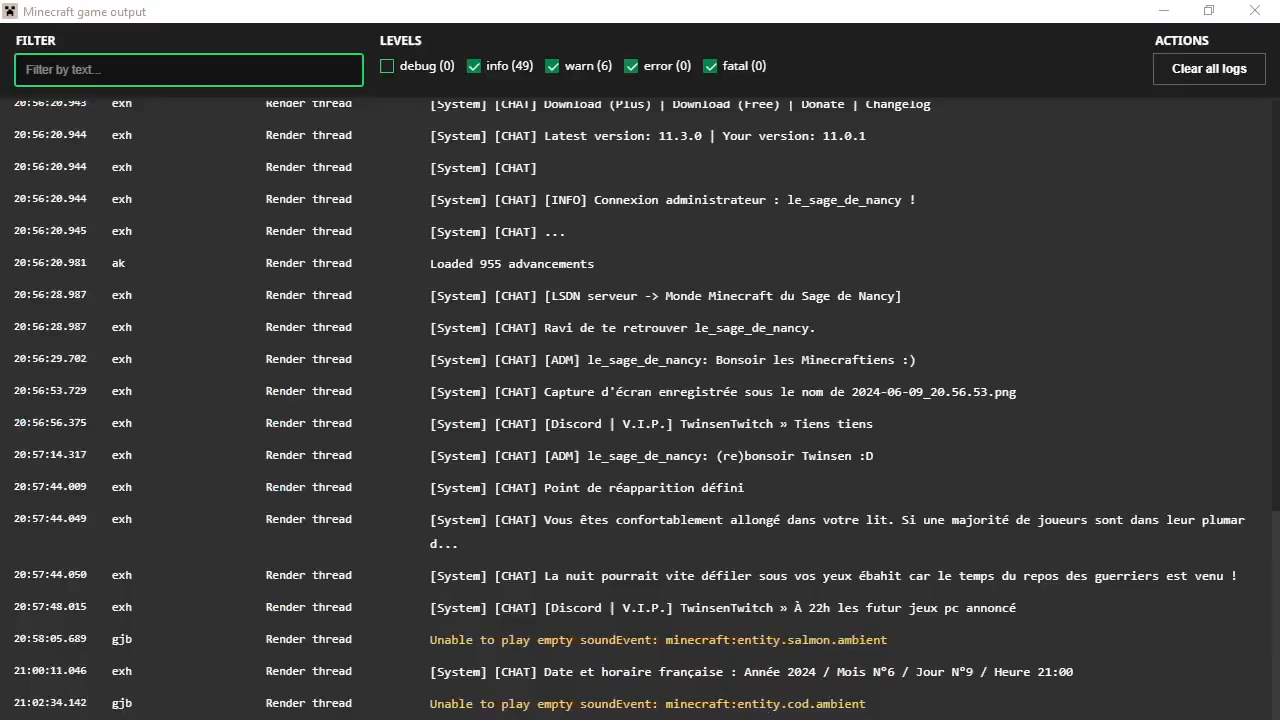 Minecraft game output
FILTER
LEVELS
ACTIONS
Filter by text...
debug (0) info (49) warn (6) error (0) fatal (0)
Clear all logs
20:56:20.943 exh Render thread [System] [CHAT] Download (Plus) | Download (Free) | Donate | Changelog
20:56:20.944 exh Render thread [System] [CHAT] Latest version: 11.3.0 | Your version: 11.0.1
20:56:20.944 exh Render thread [System] [CHAT]
20:56:20.944 exh Render thread [System] [CHAT] [INFO] Connexion administrateur : le_sage_de_nancy !
20:56:20.945 exh Render thread [System] [CHAT] ...
20:56:20.981 ak Render thread Loaded 955 advancements
20:56:28.987 exh Render thread [System] [CHAT] [LSDN serveur -> Monde Minecraft du Sage de Nancy]
20:56:28.987 exh Render thread [System] [CHAT] Ravi de te retrouver le_sage_de_nancy.
20:56:29.702 exh Render thread [System] [CHAT] [ADM] le_sage_de_nancy: Bonsoir les Minecraftiens :)
20:56:53.729 exh Render thread [System] [CHAT] Capture d'écran enregistrée sous le nom de 2024-06-09_20.56.53.png
20:56:56.375 exh Render thread [System] [CHAT] [Discord | V.I.P.] TwinsenTwitch » Tiens tiens
20:57:14.317 exh Render thread [System] [CHAT] [ADM] le_sage_de_nancy: (re)bonsoir Twinsen :D
20:57:44.009 exh Render thread [System] [CHAT] Point de réapparition défini
20:57:44.049 exh Render thread [System] [CHAT] Vous êtes confortablement allongé dans votre lit. Si une majorité de joueurs sont dans leur plumar
d...
20:57:44.050 exh Render thread [System] [CHAT] La nuit pourrait vite défiler sous vos yeux ébahit car le temps du repos des guerriers est venu !
20:57:48.015 exh Render thread [System] [CHAT] [Discord | V.I.P.] TwinsenTwitch » À 22h les futur jeux pc annoncé
20:58:05.689 gjb Render thread Unable to play empty soundEvent: minecraft:entity.salmon.ambient
21:00:11.046 exh Render thread [System] [CHAT] Date et horaire française : Année 2024 / Mois N°6 / Jour N°9 / Heure 21:00
21:02:34.142 gjb Render thread Unable to play empty soundEvent: minecraft:entity.cod.ambient